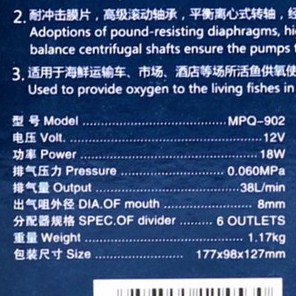 2. 耐冲击膜片，高级滚动轴承，平衡离心式转轴，经
Adoptions of pound-resisting diaphragms, hi
balance centrifugal shafts ensure the pumps
3. 适用于海鲜运输车、市场、酒店等场所活鱼供氧使
Used to provide oxygen to the living fishes in
型 号 Model MPQ-902
电压 Volt. 12V
功率 Power 18W
排气压力 Pressure 0.060MPa
排气量 Output 38L/min
出气咀外径 DIA.OF mouth 8mm
分配器规格 SPEC.OF divider 6 OUTLETS
重量 Weight 1.17kg
包装尺寸 Size 177x98x127mm